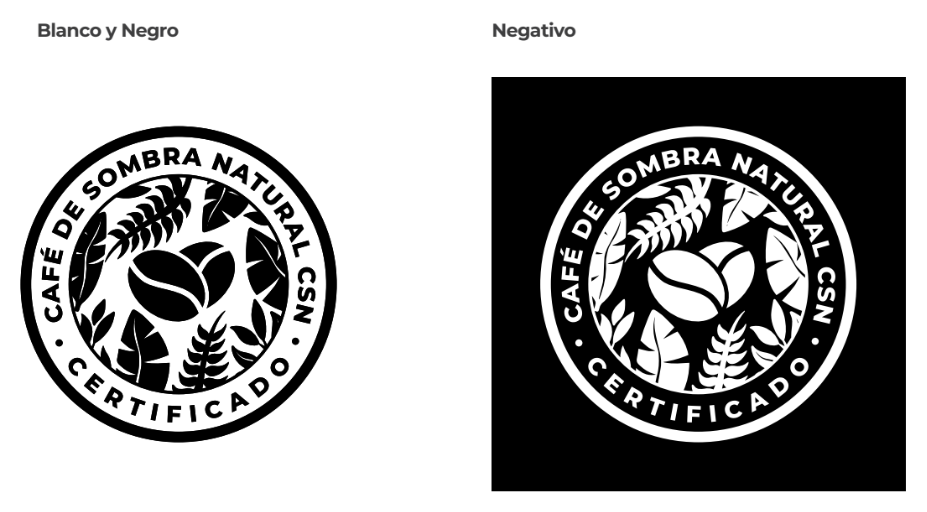 Blanco y Negro
Negativo
CAFÉ DE SOMBRA NATURAL CSN
• CERTIFICADO •
CAFÉ DE SOMBRA NATURAL CSN
• CERTIFICADO •